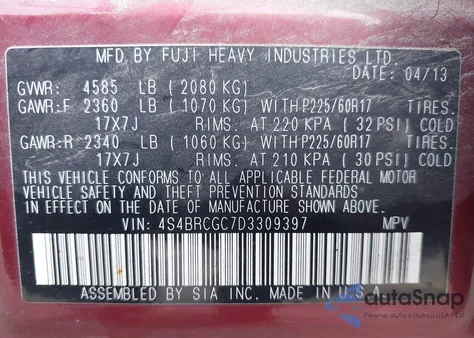 MFD. BY FUJI HEAVY INDUSTRIES LTD.
DATE: 04/13
GVWR: 4585 LB (2080 KG)
GAWR:F 2360 LB (1070 KG) WITH P225/60R17 TIRES.
17X7J RIMS. AT 220 KPA (32 PSI) COLD
GAWR:R 2340 LB (1060 KG) WITH P225/60R17 TIRES.
17X7J RIMS. AT 210 KPA (30 PSI) COLD
THIS VEHICLE CONFORMS TO ALL APPLICABLE FEDERAL MOTOR
VEHICLE SAFETY AND THEFT PREVENTION STANDARDS
IN EFFECT ON THE DATE OF MANUFACTURE SHOWN ABOVE.
VIN: 4S4BRCGC7D3309397 MPV
ASSEMBLED BY SIA INC. MADE IN U.S.A.
autoSnap